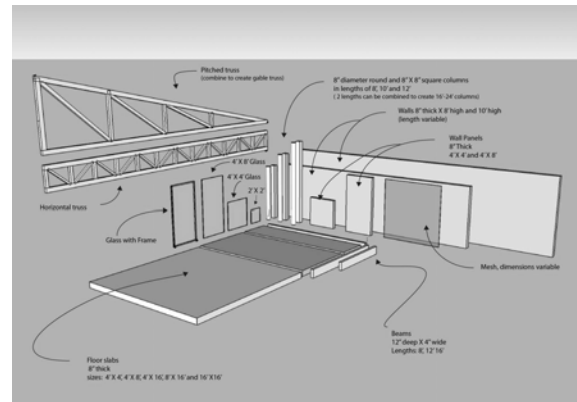 Pitched truss
(combine to create gable truss)
8" diameter round and 8" X 8" square columns
in lengths of 8', 10' and 12'
( 2 lengths can be combined to create 16'-24' columns)
Walls 8" thick X 8' high and 10' high
(length variable)
Wall Panels
8" Thick
4' X 4' and 4' X 8'
4' X 8' Glass
4' X 4' Glass
2' X 2'
Horizontal truss
Glass with Frame
Mesh, dimensions variable
Beams
12" deep X 4" wide
Lengths: 8', 12' 16'
Floor slabs
8" thick
sizes: 4' X 4', 4' X 8', 4' X 16', 8' X 16' and 16' X16'